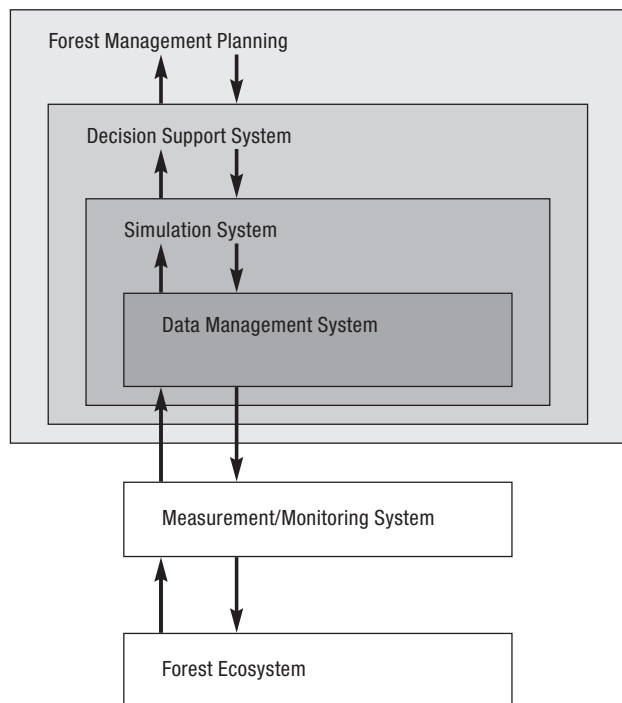 Forest Management Planning
Decision Support System
Simulation System
Data Management System
Measurement/Monitoring System
Forest Ecosystem